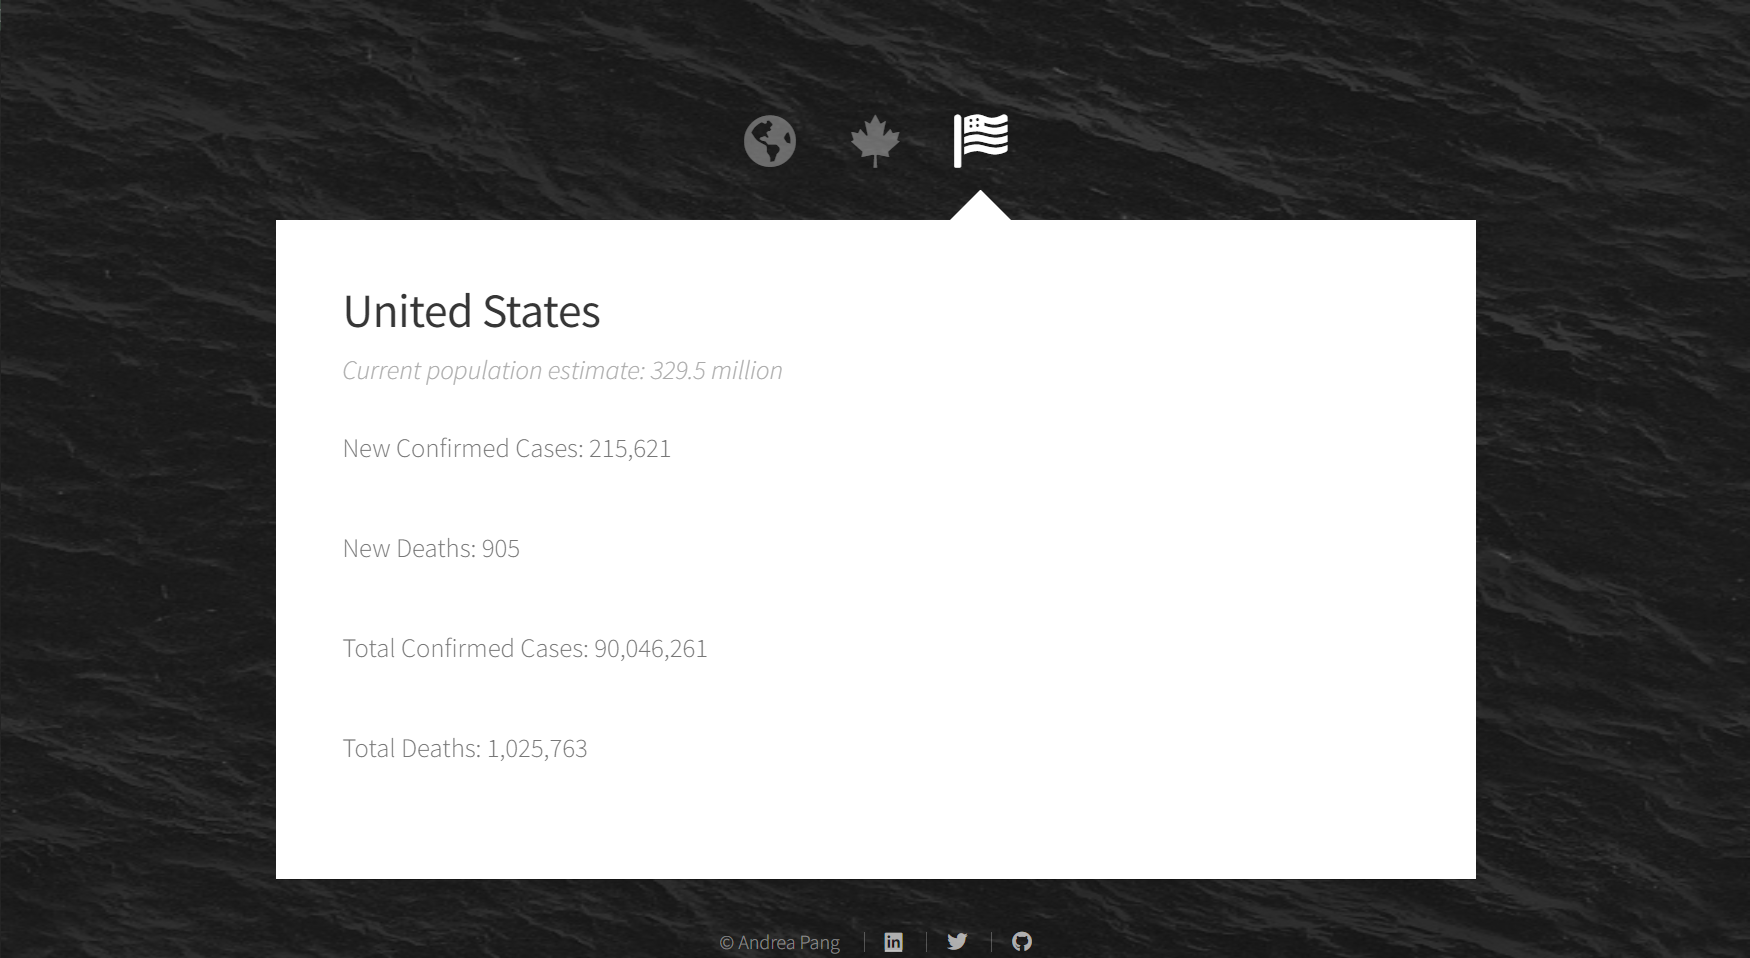 United States
Current population estimate: 329.5 million
New Confirmed Cases: 215,621
New Deaths: 905
Total Confirmed Cases: 90,046,261
Total Deaths: 1,025,763
© Andrea Pang